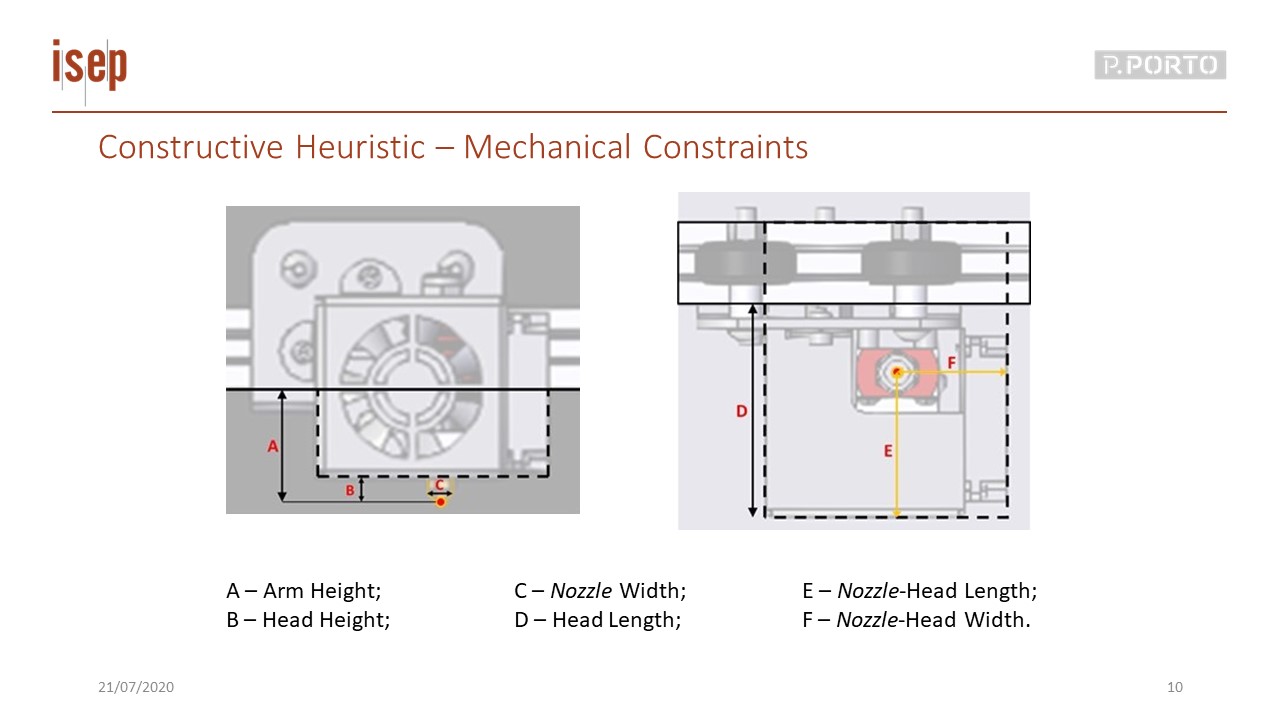 isep
P.PORTO
Constructive Heuristic – Mechanical Constraints
A
B
C
D
E
F
A – Arm Height;
B – Head Height;
C – Nozzle Width;
D – Head Length;
E – Nozzle-Head Length;
F – Nozzle-Head Width.
21/07/2020
10